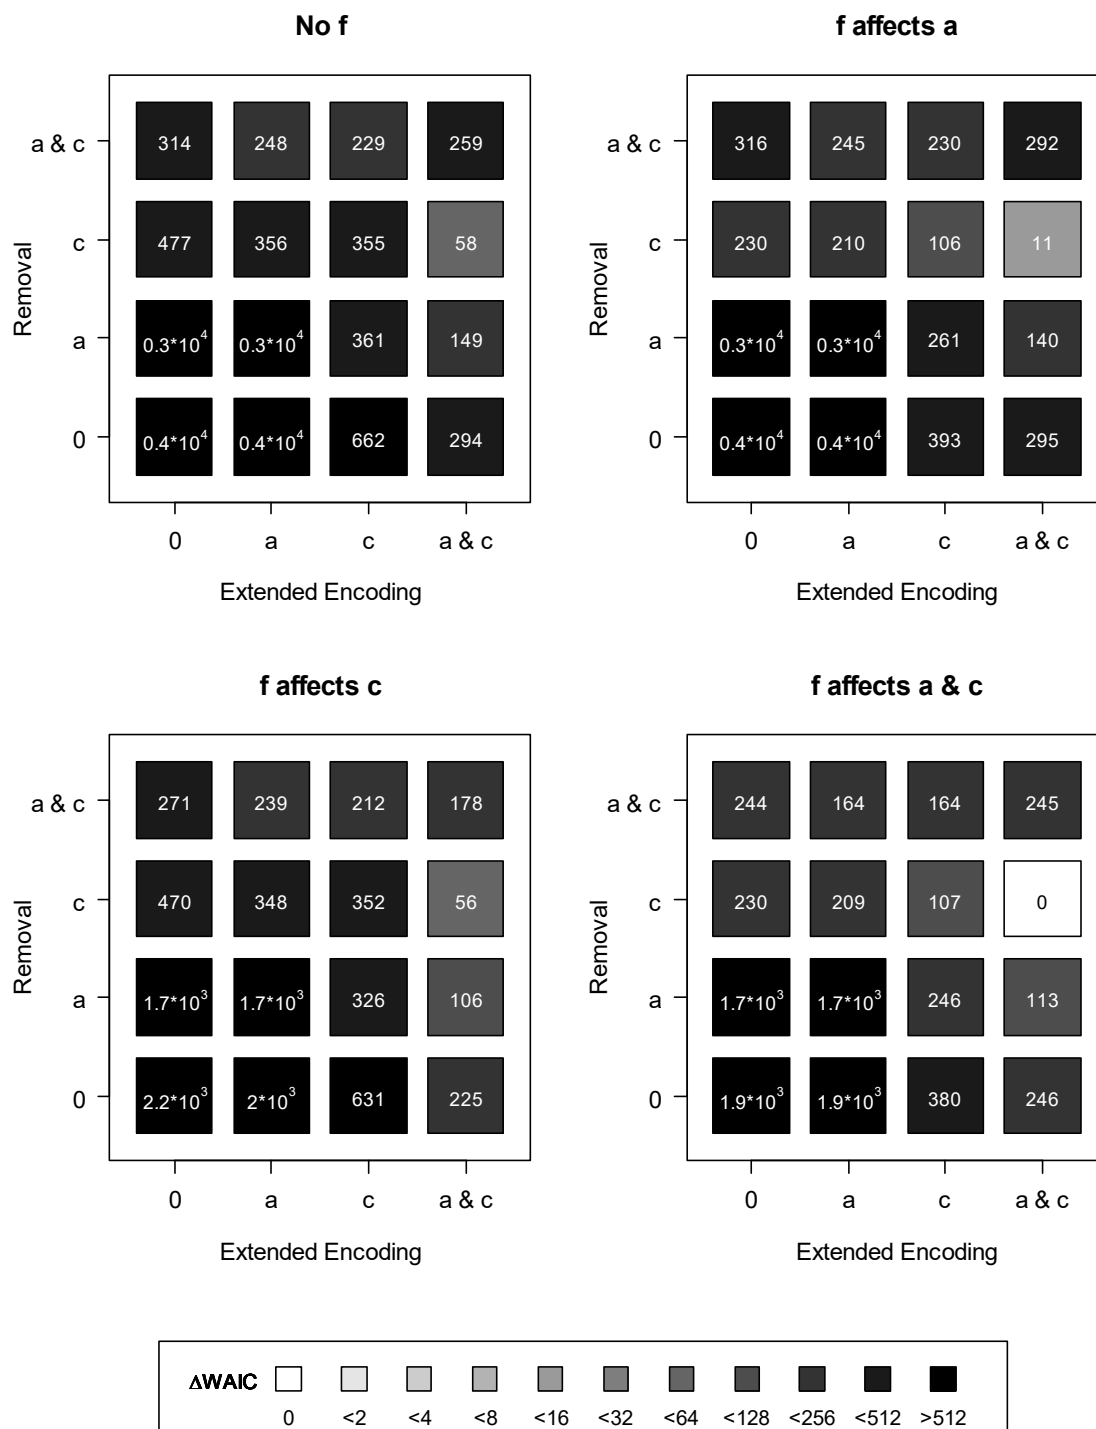 No f
f affects a
a & c 314 248 229 259
a & c 316 245 230 292
c 477 356 355 58
c 230 210 106 11
Removal
Removal
a 0.3*10^4 0.3*10^4 361 149
a 0.3*10^4 0.3*10^4 261 140
0 0.4*10^4 0.4*10^4 662 294
0 0.4*10^4 0.4*10^4 393 295
0 a c a & c
0 a c a & c
Extended Encoding
Extended Encoding
f affects c
f affects a & c
a & c 271 239 212 178
a & c 244 164 164 245
c 470 348 352 56
c 230 209 107 0
Removal
Removal
a 1.7*10^3 1.7*10^3 326 106
a 1.7*10^3 1.7*10^3 246 113
0 2.2*10^3 2*10^3 631 225
0 1.9*10^3 1.9*10^3 380 246
0 a c a & c
0 a c a & c
Extended Encoding
Extended Encoding
ΔWAIC
0 <2 <4 <8 <16 <32 <64 <128 <256 <512 >512